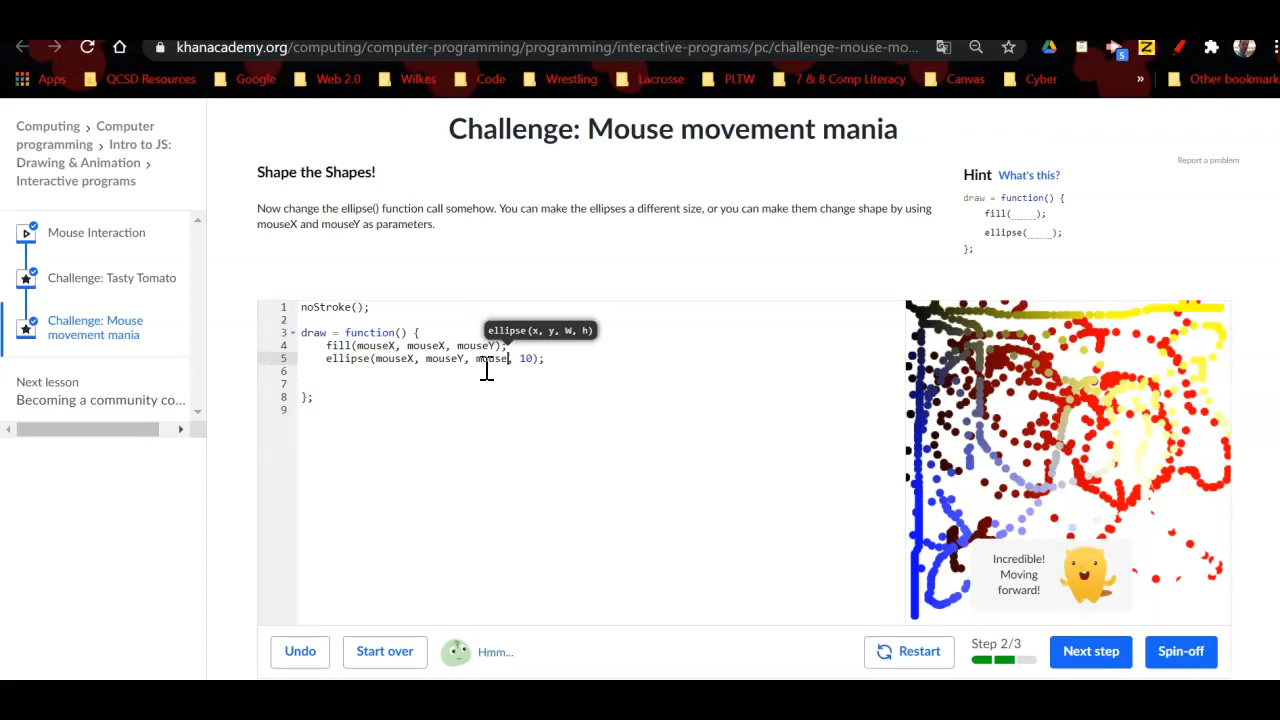 khanacademy.org/computing/computer-programming/programming/interactive-programs/pc/challenge-mouse-mo...
5
Apps QCSD Resources Google Web 2.0 Wilkes Code Wrestling Lacrosse PLTW 7 & 8 Comp Literacy Canvas Cyber » Other bookmark
Computing > Computer
programming > Intro to JS:
Drawing & Animation >
Interactive programs
Challenge: Mouse movement mania
Report a problem
Shape the Shapes!
Now change the ellipse() function call somehow. You can make the ellipses a different size, or you can make them change shape by using
mouseX and mouseY as parameters.
Hint What's this?
draw = function() {
fill(_____);
ellipse(_____);
};
Mouse Interaction
Challenge: Tasty Tomato
Challenge: Mouse
movement mania
Next lesson
Becoming a community co...
1 noStroke();
2
3 draw = function() {
ellipse(x, y, W, h)
4 fill(mouseX, mouseX, mouseY);
5 ellipse(mouseX, mouseY, mouse, 10);
6
7
8 };
9
Incredible!
Moving
forward!
Undo
Start over
Hmm...
Restart
Step 2/3
Next step
Spin-off